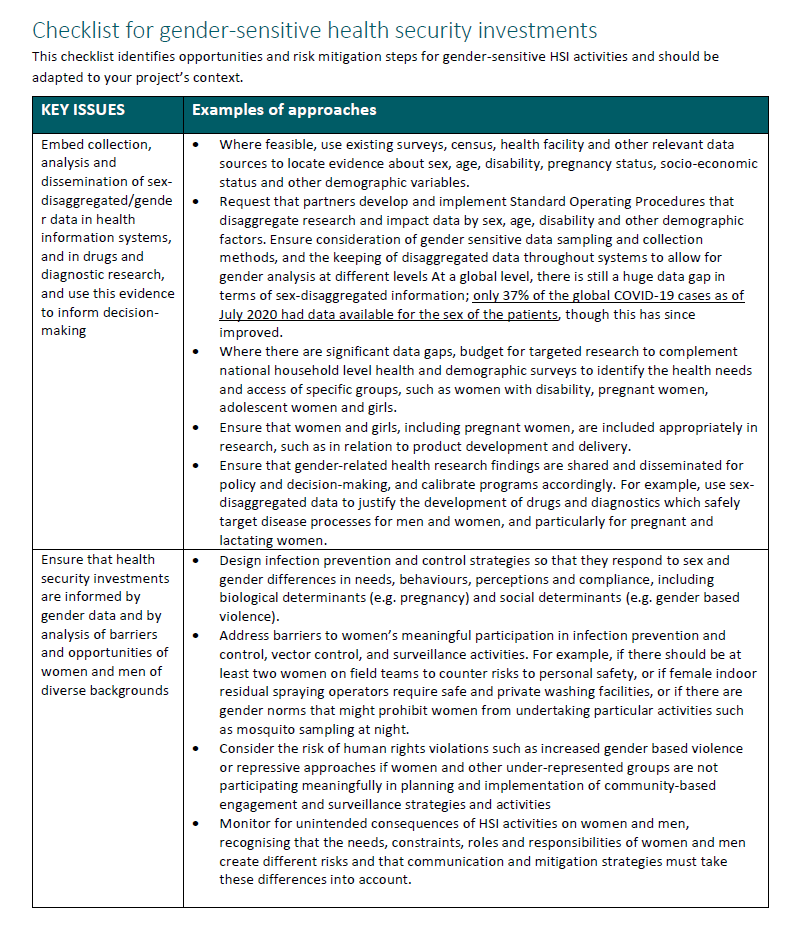 Checklist for gender-sensitive health security investments
This checklist identifies opportunities and risk mitigation steps for gender-sensitive HSI activities and should be
adapted to your project's context.
KEY ISSUES
Examples of approaches
Embed collection,
analysis and
dissemination of sex-
disaggregated/gende
r data in health
information systems,
and in drugs and
diagnostic research,
and use this evidence
to inform decision-
making
• Where feasible, use existing surveys, census, health facility and other relevant data
sources to locate evidence about sex, age, disability, pregnancy status, socio-economic
status and other demographic variables.
• Request that partners develop and implement Standard Operating Procedures that
disaggregate research and impact data by sex, age, disability and other demographic
factors. Ensure consideration of gender sensitive data sampling and collection
methods, and the keeping of disaggregated data throughout systems to allow for
gender analysis at different levels At a global level, there is still a huge data gap in
terms of sex-disaggregated information; only 37% of the global COVID-19 cases as of
July 2020 had data available for the sex of the patients, though this has since
improved.
• Where there are significant data gaps, budget for targeted research to complement
national household level health and demographic surveys to identify the health needs
and access of specific groups, such as women with disability, pregnant women,
adolescent women and girls.
• Ensure that women and girls, including pregnant women, are included appropriately in
research, such as in relation to product development and delivery.
• Ensure that gender-related health research findings are shared and disseminated for
policy and decision-making, and calibrate programs accordingly. For example, use sex-
disaggregated data to justify the development of drugs and diagnostics which safely
target disease processes for men and women, and particularly for pregnant and
lactating women.
Ensure that health
security investments
are informed by
gender data and by
analysis of barriers
and opportunities of
women and men of
diverse backgrounds
• Design infection prevention and control strategies so that they respond to sex and
gender differences in needs, behaviours, perceptions and compliance, including
biological determinants (e.g. pregnancy) and social determinants (e.g. gender based
violence).
• Address barriers to women's meaningful participation in infection prevention and
control, vector control, and surveillance activities. For example, if there should be at
least two women on field teams to counter risks to personal safety, or if female indoor
residual spraying operators require safe and private washing facilities, or if there are
gender norms that might prohibit women from undertaking particular activities such
as mosquito sampling at night.
• Consider the risk of human rights violations such as increased gender based violence
or repressive approaches if women and other under-represented groups are not
participating meaningfully in planning and implementation of community-based
engagement and surveillance strategies and activities
• Monitor for unintended consequences of HSI activities on women and men,
recognising that the needs, constraints, roles and responsibilities of women and men
create different risks and that communication and mitigation strategies must take
these differences into account.